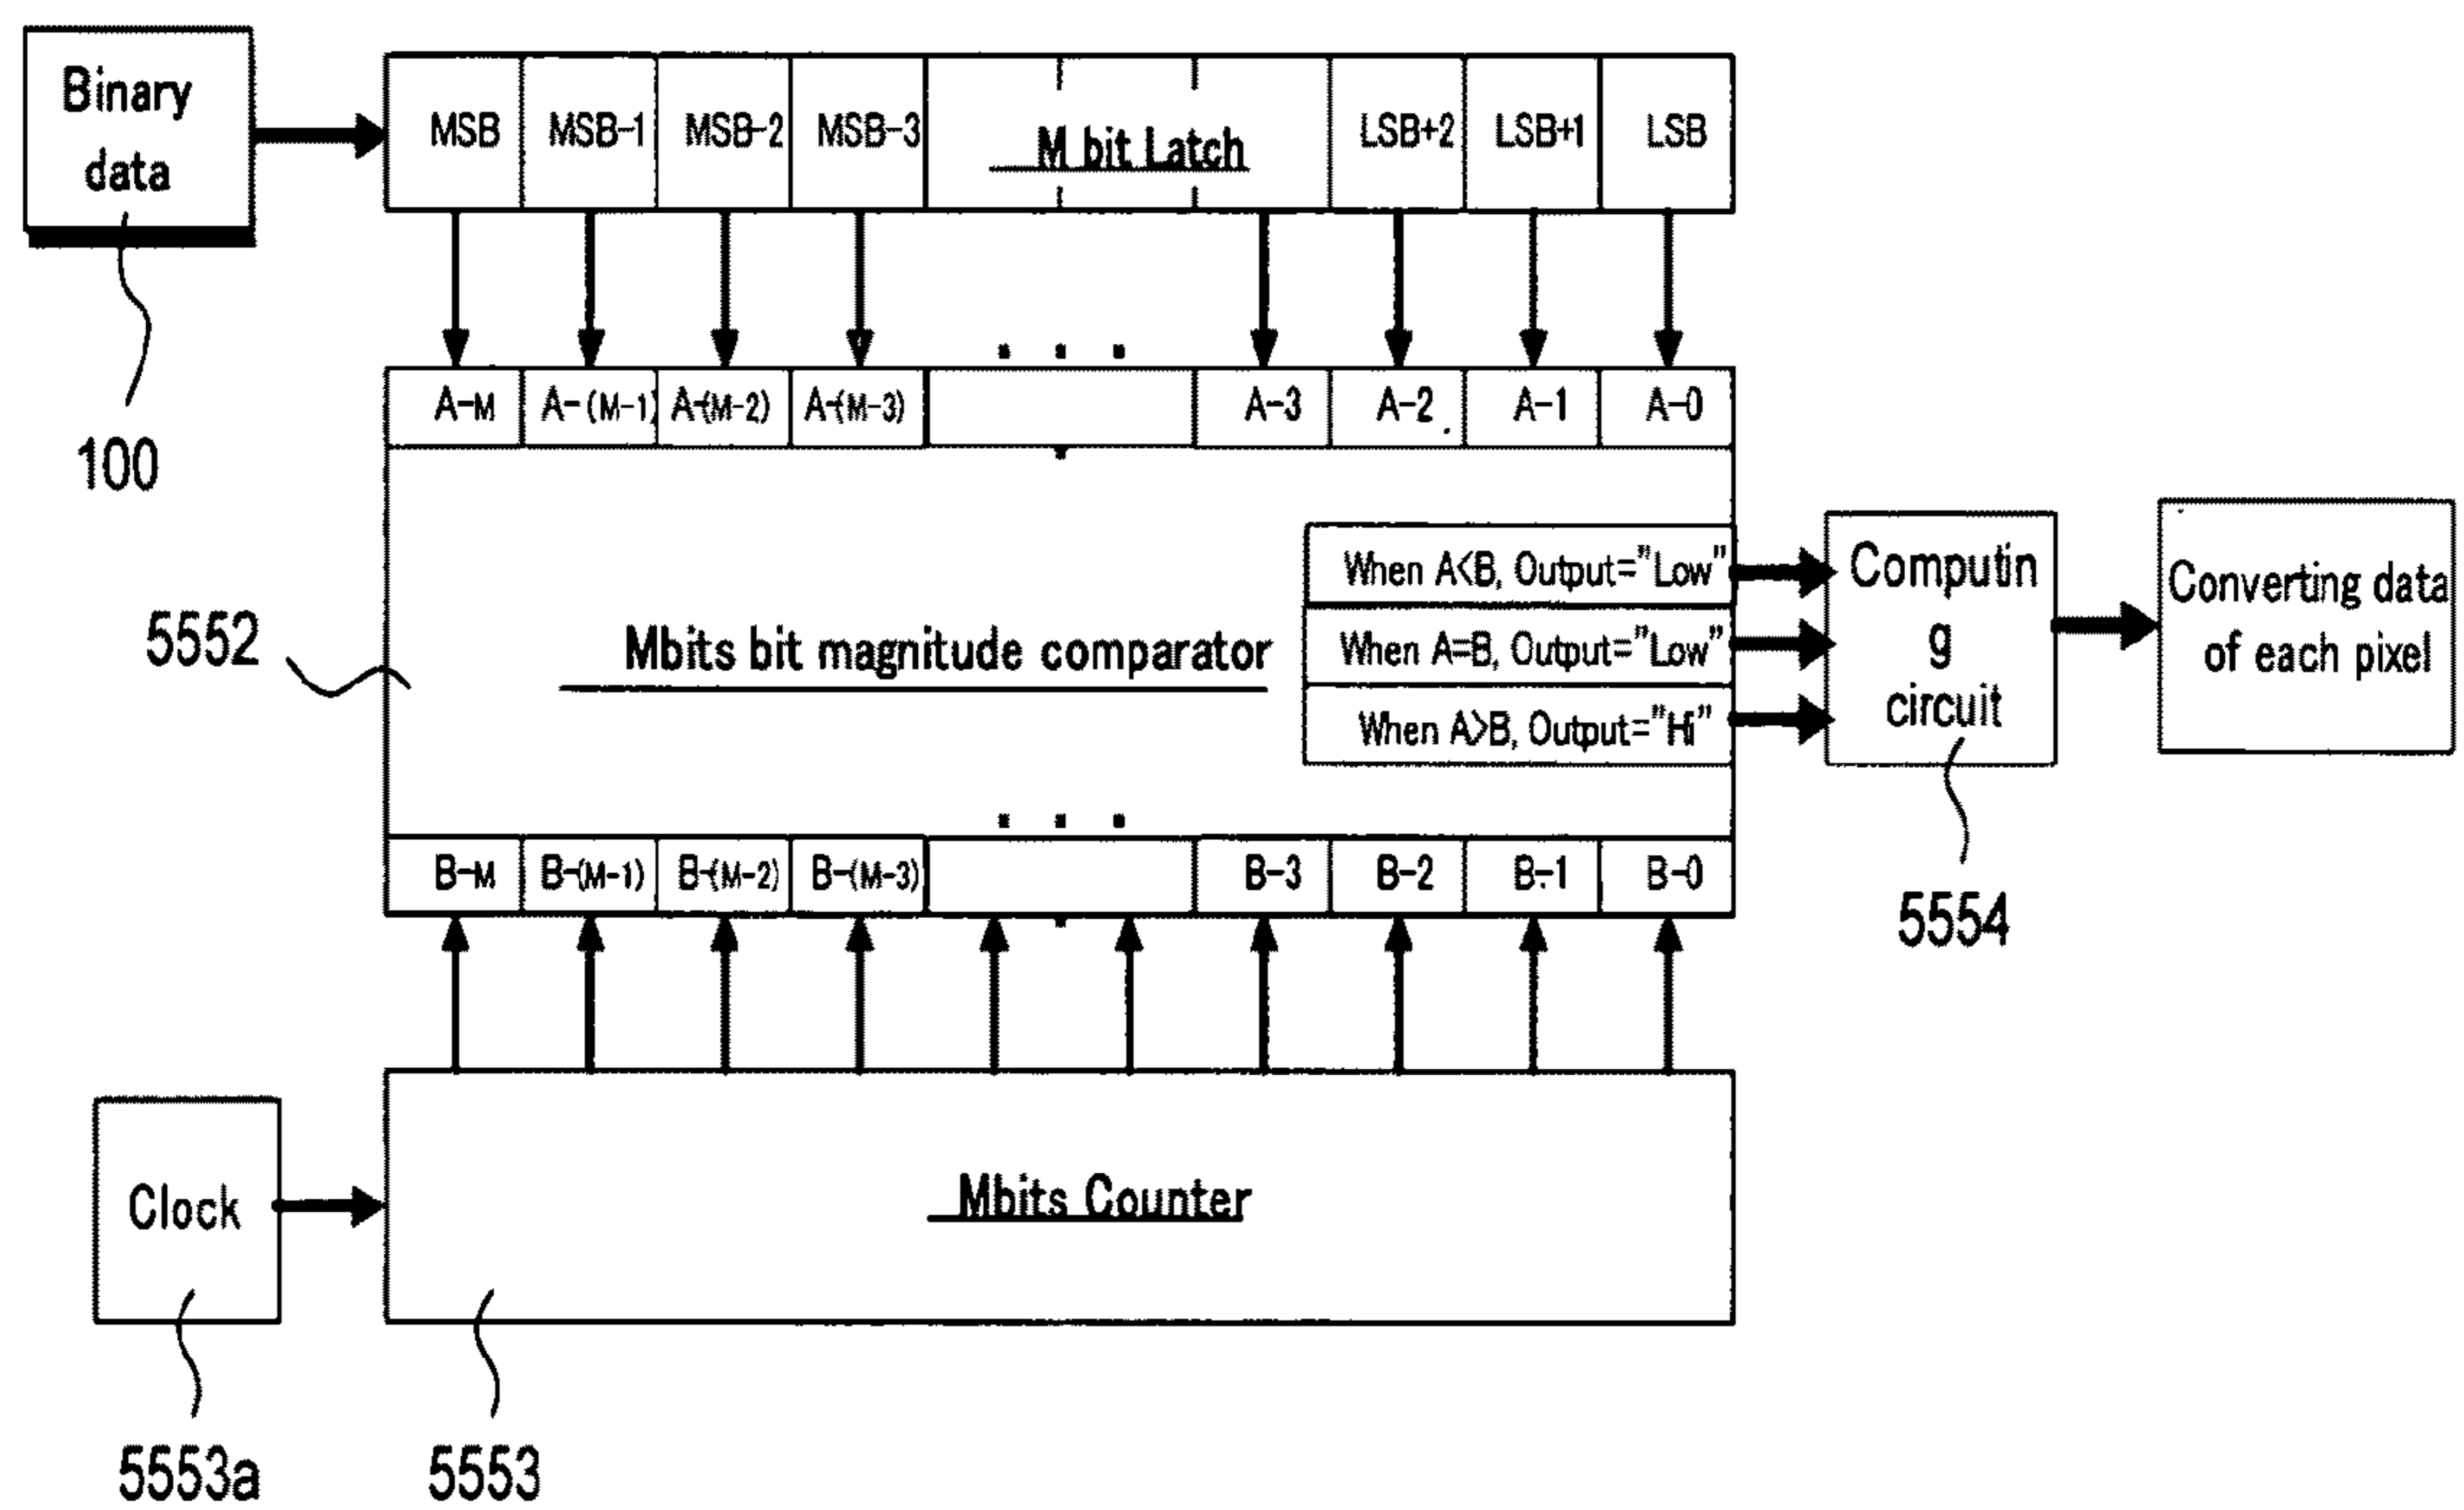 Binary
data
MSB
MSB-1
MSB-2
MSB-3
M bit Latch
LSB+2
LSB+1
LSB
100
A-M
A-(M-1)
A-(M-2)
A-(M-3)
. . .
A-3
A-2
A-1
A-0
5552
Mbits bit magnitude comparator
When A<B, Output="Low"
When A=B, Output="Low"
When A>B, Output="Hi"
Computin
g
circuit
Converting data
of each pixel
5554
. . .
B-M
B-(M-1)
B-(M-2)
B-(M-3)
B-3
B-2
B-1
B-0
Clock
Mbits Counter
5553a
5553